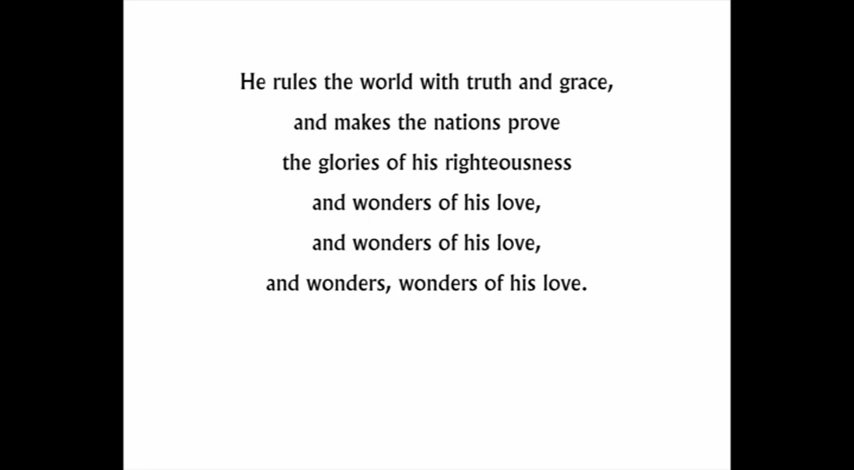 He rules the world with truth and grace,
and makes the nations prove
the glories of his righteousness
and wonders of his love,
and wonders of his love,
and wonders, wonders of his love.